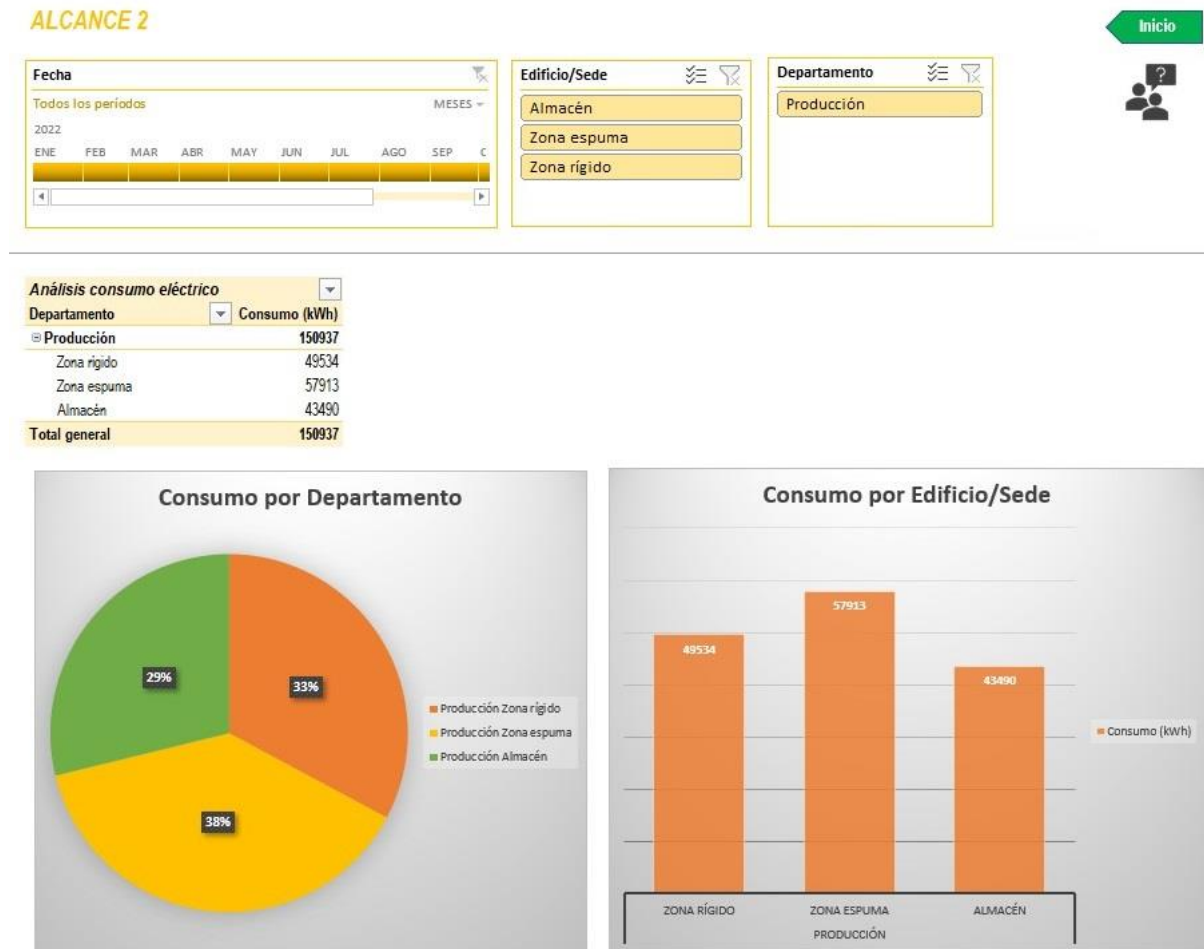 ALCANCE 2
Inicio
Fecha
Todos los períodos
MESES
2022
ENE FEB MAR ABR MAY JUN JUL AGO SEP
Edificio/Sede
Almacén
Zona espuma
Zona rígido
Departamento
Producción
?
Análisis consumo eléctrico
Departamento Consumo (kWh)
Producción 150937
Zona rígido 49534
Zona espuma 57913
Almacén 43490
Total general 150937
Consumo por Departamento
29%
33%
38%
Producción Zona rígido
Producción Zona espuma
Producción Almacén
Consumo por Edificio/Sede
49534
57913
43490
Consumo (kWh)
ZONA RÍGIDO ZONA ESPUMA ALMACÉN
PRODUCCIÓN